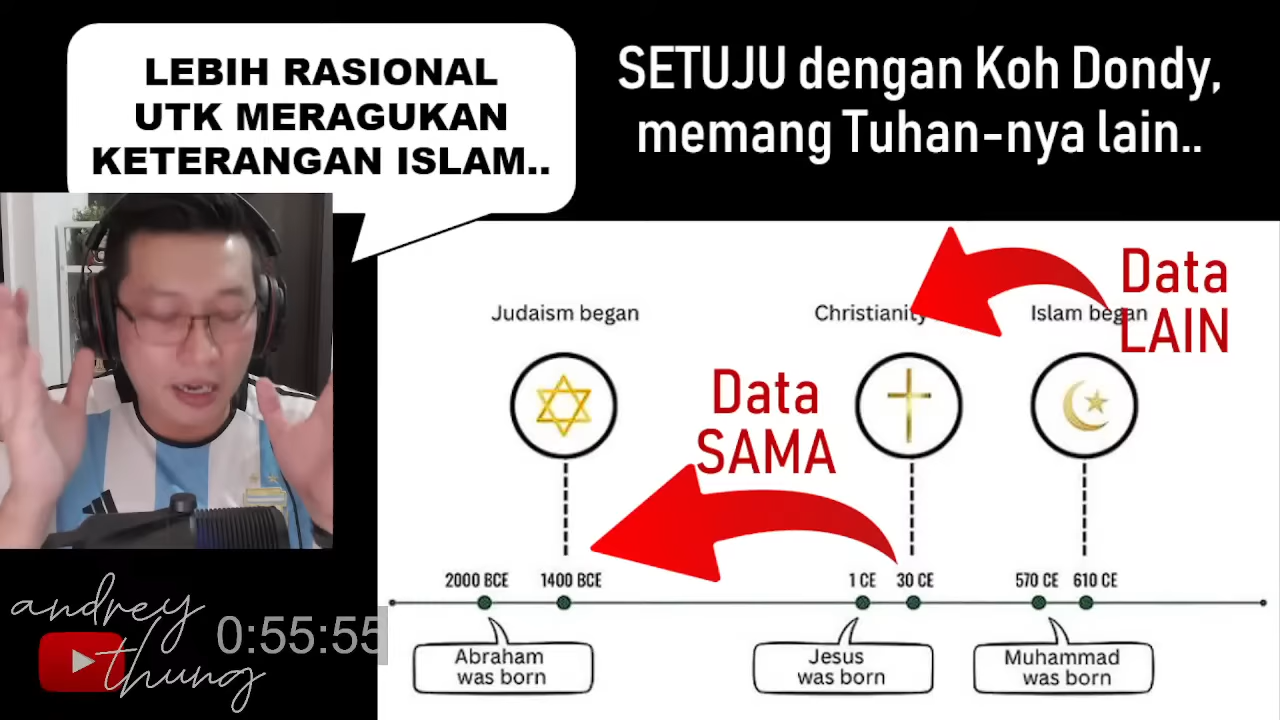 LEBIH RASIONAL
UTK MERAGUKAN
KETERANGAN ISLAM..
SETUJU dengan Koh Dondy,
memang Tuhan-nya lain..
Data
LAIN
Judaism began
Christianity
Islam began
Data
SAMA
2000 BCE
1400 BCE
1 CE
30 CE
570 CE
610 CE
Abraham
was born
Jesus
was born
Muhammad
was born
andrey
thung
0:55:55